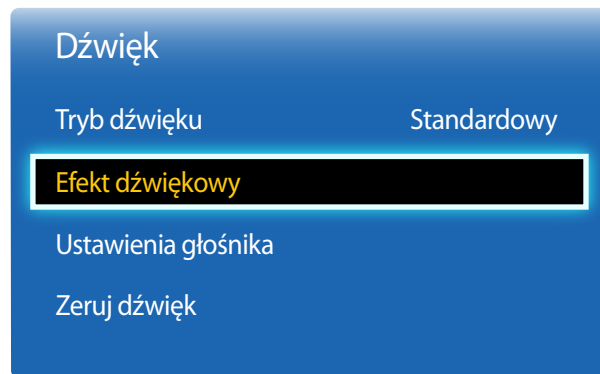 Dźwięk
Tryb dźwięku Standardowy
Efekt dźwiękowy
Ustawienia głośnika
Zeruj dźwięk